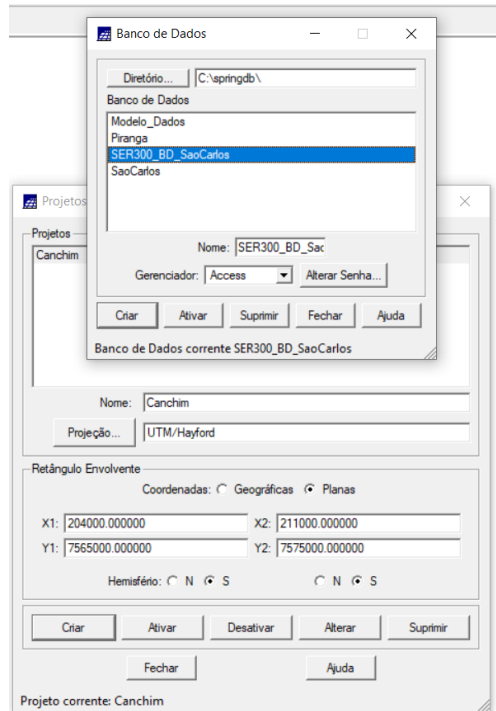 Banco de Dados
Diretório... C:\springdb\
Banco de Dados
Modelo_Dados
Piranga
SER300_BD_SaoCarlos
SaoCarlos
Nome: SER300_BD_Sac
Gerenciador: Access Alterar Senha...
Criar Ativar Suprimir Fechar Ajuda
Banco de Dados corrente SER300_BD_SaoCarlos
Projetos
Projetos
Canchim
Nome: Canchim
Projeção... UTM/Hayford
Retângulo Envolvente
Coordenadas: Geográficas Planas
X1: 204000.000000 X2: 211000.000000
Y1: 7565000.000000 Y2: 7575000.000000
Hemisfério: N S N S
Criar Ativar Desativar Alterar Suprimir
Fechar Ajuda
Projeto corrente: Canchim